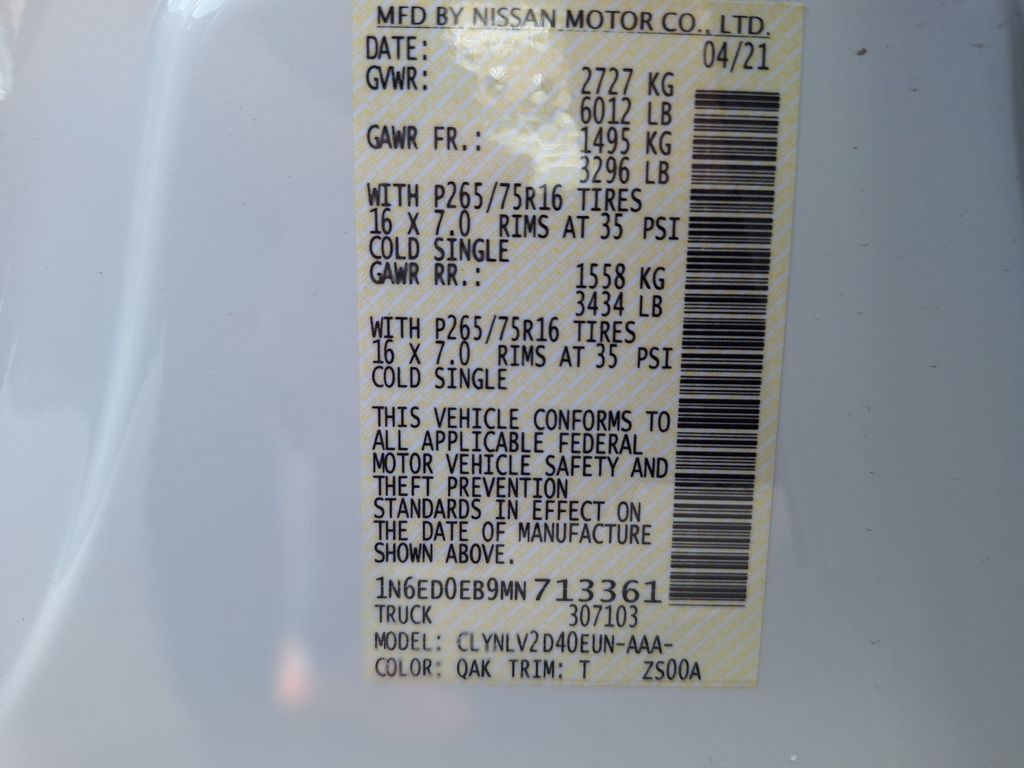 MFD BY NISSAN MOTOR CO., LTD.
DATE: 04/21
GVWR: 2727 KG
6012 LB
GAWR FR.: 1495 KG
3296 LB
WITH P265/75R16 TIRES
16 X 7.0 RIMS AT 35 PSI
COLD SINGLE
GAWR RR.: 1558 KG
3434 LB
WITH P265/75R16 TIRES
16 X 7.0 RIMS AT 35 PSI
COLD SINGLE
THIS VEHICLE CONFORMS TO
ALL APPLICABLE FEDERAL
MOTOR VEHICLE SAFETY AND
THEFT PREVENTION
STANDARDS IN EFFECT ON
THE DATE OF MANUFACTURE
SHOWN ABOVE.
1N6ED0EB9MN713361
TRUCK 307103
MODEL: CLYNLV2D40EUN-AAA-
COLOR: QAK TRIM: T ZS00A